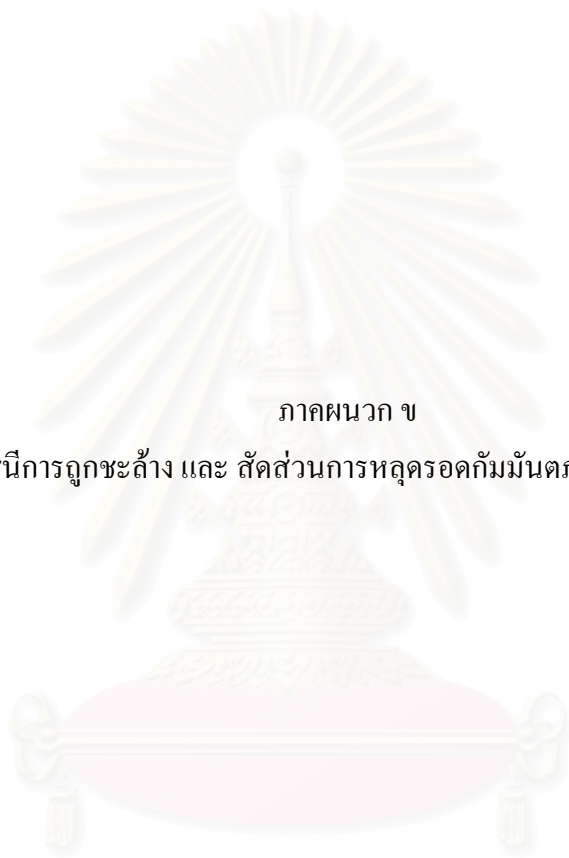 ภาคผนวก ข
การถูกชะล้าง และ สัดส่วนการหลุดรอดกัมมันต